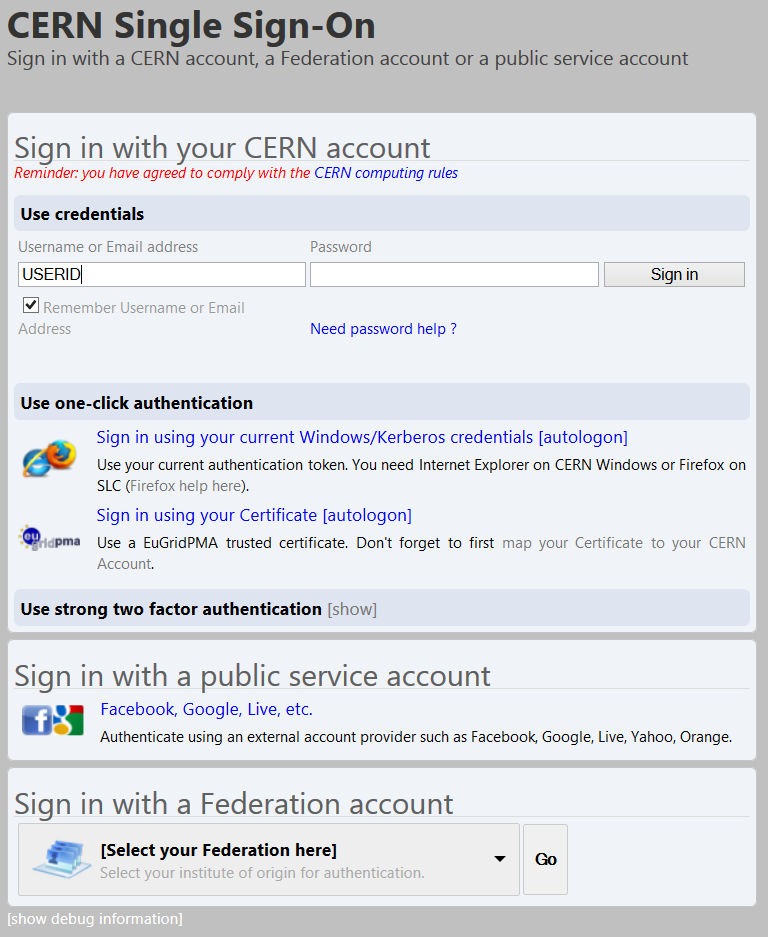 CERN Single Sign-On
Sign in with a CERN account, a Federation account or a public service account
Sign in with your CERN account
Reminder: you have agreed to comply with the CERN computing rules
Use credentials
Username or Email address Password
USERID Sign in
Remember Username or Email
Address Need password help ?
Use one-click authentication
Sign in using your current Windows/Kerberos credentials [autologon]
Use your current authentication token. You need Internet Explorer on CERN Windows or Firefox on
SLC (Firefox help here).
Sign in using your Certificate [autologon]
eugridpma
Use a EuGridPMA trusted certificate. Don't forget to first map your Certificate to your CERN
Account.
Use strong two factor authentication [show]
Sign in with a public service account
Facebook, Google, Live, etc.
Authenticate using an external account provider such as Facebook, Google, Live, Yahoo, Orange.
Sign in with a Federation account
[Select your Federation here] Go
Select your institute of origin for authentication.
[show debug information]